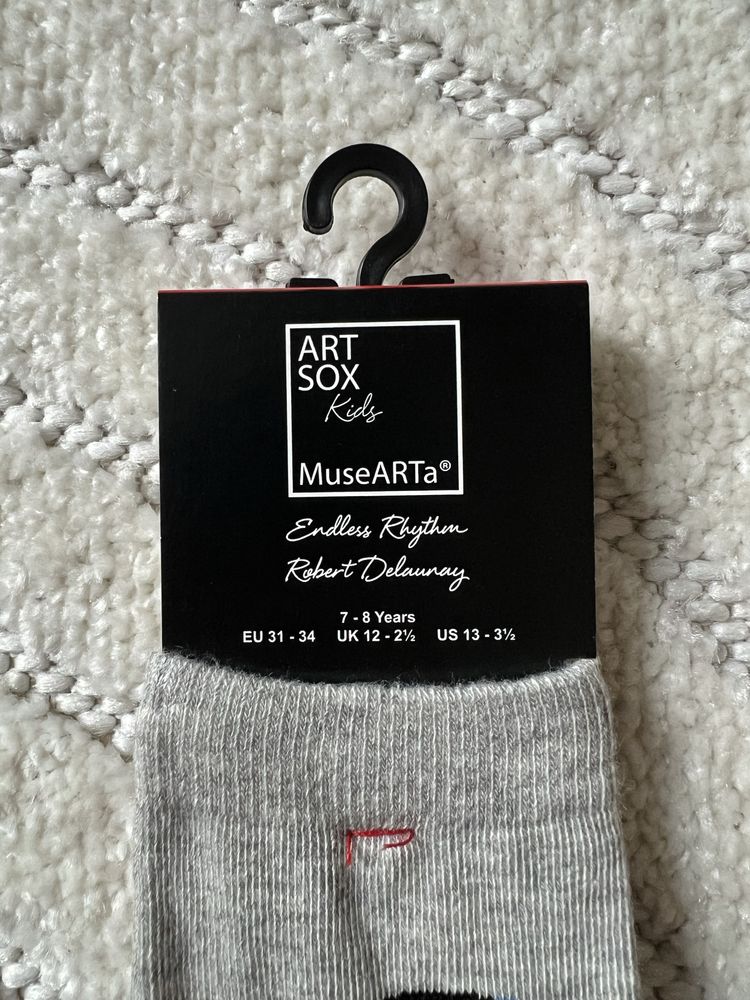 ART
SOX
Kids
MuseARTa®
Endless Rhythm
Robert Delaunay
7 - 8 Years
EU 31 - 34 UK 12 - 2½ US 13 - 3½